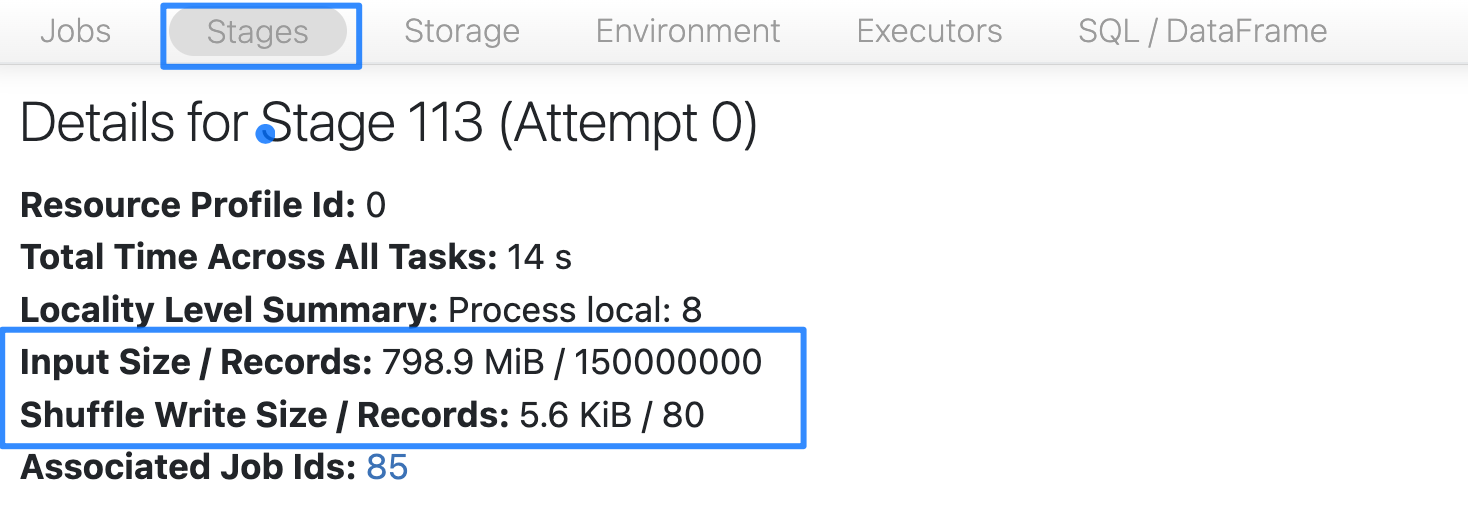 Jobs Stages Storage Environment Executors SQL / DataFrame
Details for Stage 113 (Attempt 0)
Resource Profile Id: 0
Total Time Across All Tasks: 14 s
Locality Level Summary: Process local: 8
Input Size / Records: 798.9 MiB / 150000000
Shuffle Write Size / Records: 5.6 KiB / 80
Associated Job Ids: 85